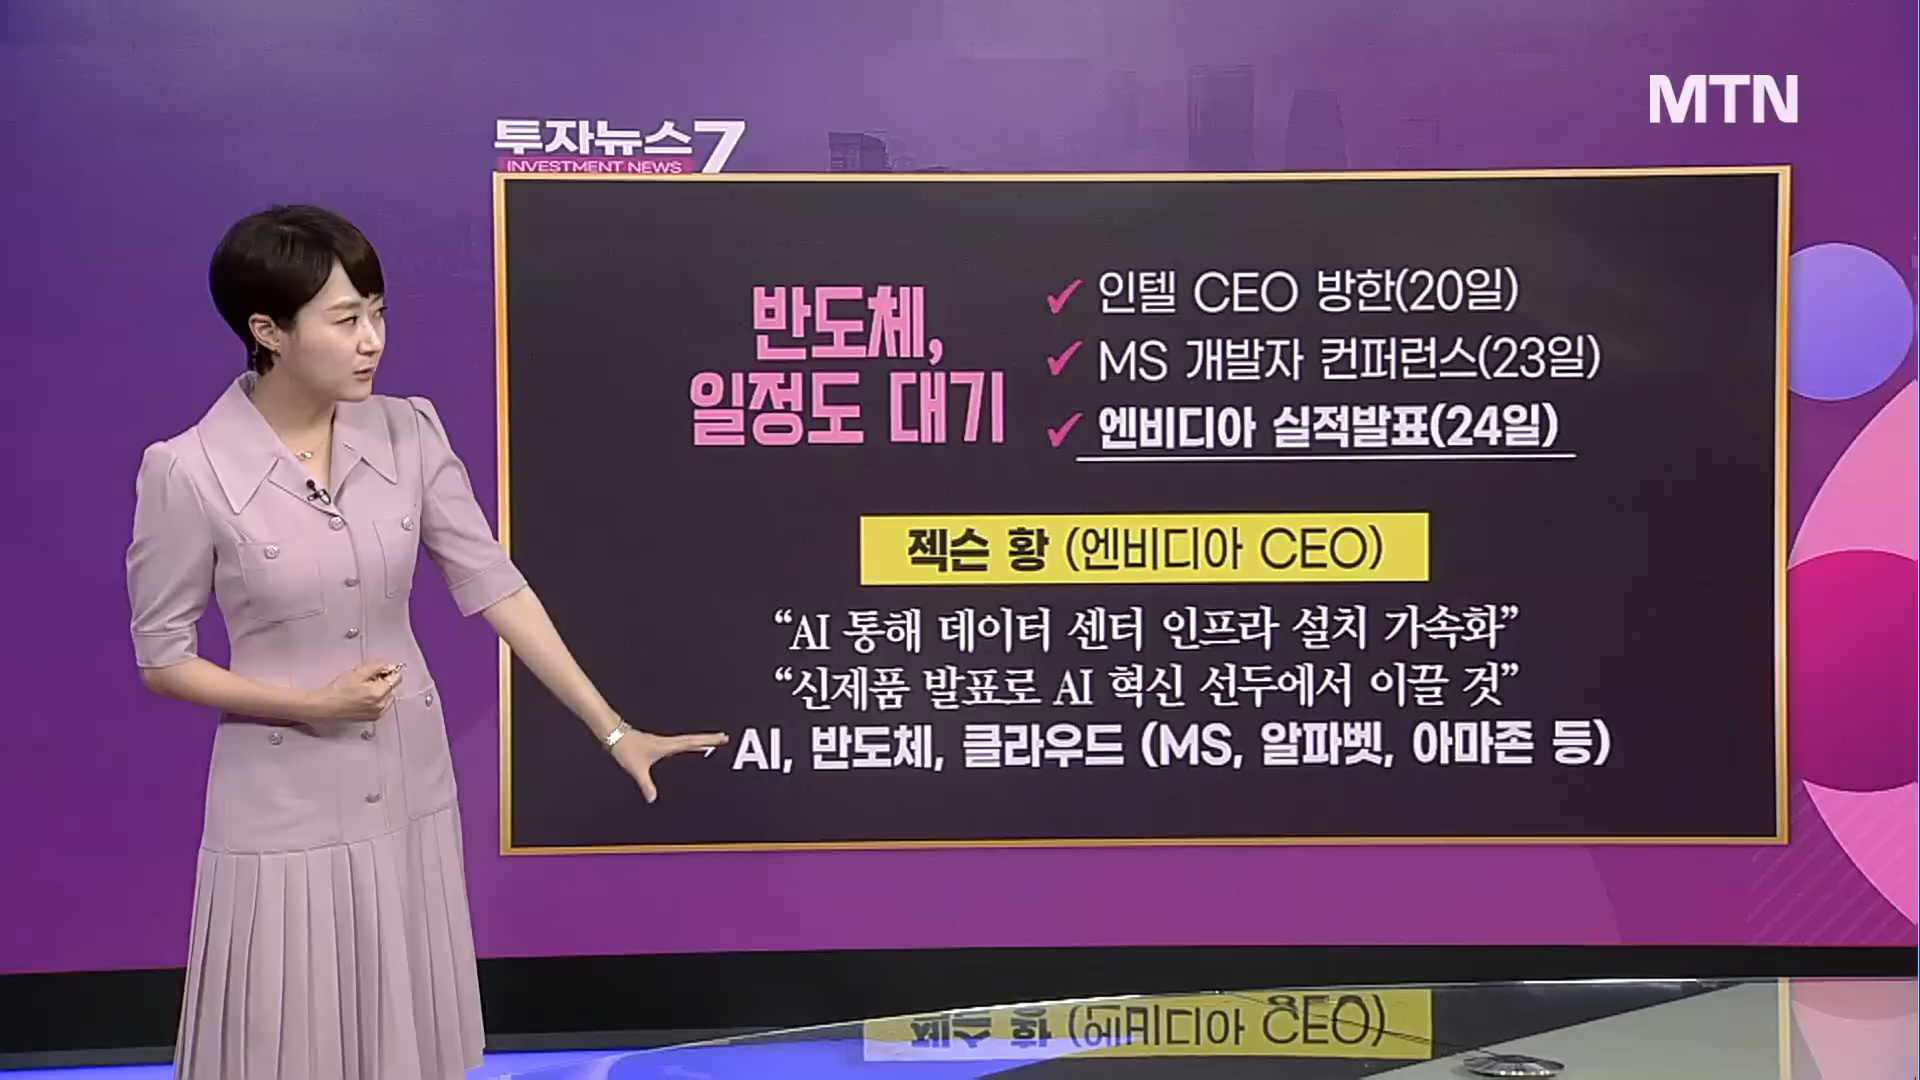 MTN
투자뉴스7
INVESTMENT NEWS
반도체,
일정도 대기
✓ 인텔 CEO 방한(20일)
✓ MS 개발자 컨퍼런스(23일)
✓ 엔비디아 실적발표(24일)
젝슨 황 (엔비디아 CEO)
“AI 통해 데이터 센터 인프라 설치 가속화”
“신제품 발표로 AI 혁신 선두에서 이끌 것”
AI, 반도체, 클라우드 (MS, 알파벳, 아마존 등)